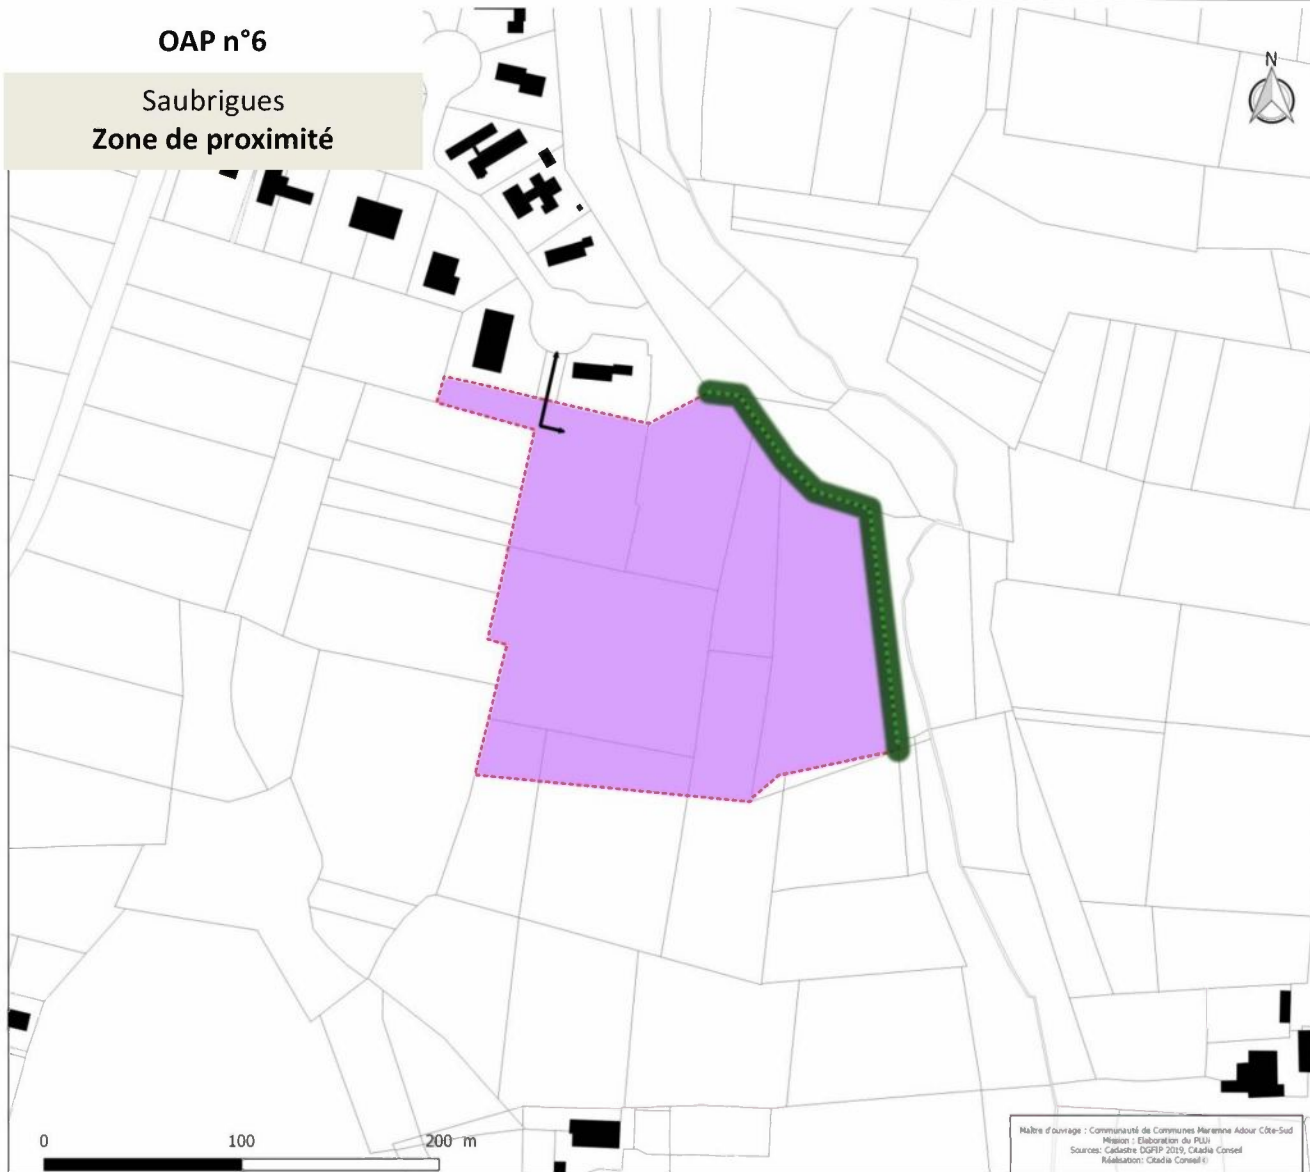 OAP n°6
Saubrigues
Zone de proximité
N
0 100 200 m
Maître d'ouvrage : Communauté de Communes Maremne Adour Côte-Sud
Mission : Elaboration du PLUi
Sources: Cadastre DGFIP 2019, Citadia Conseil
Réalisation: Citadia Conseil ©